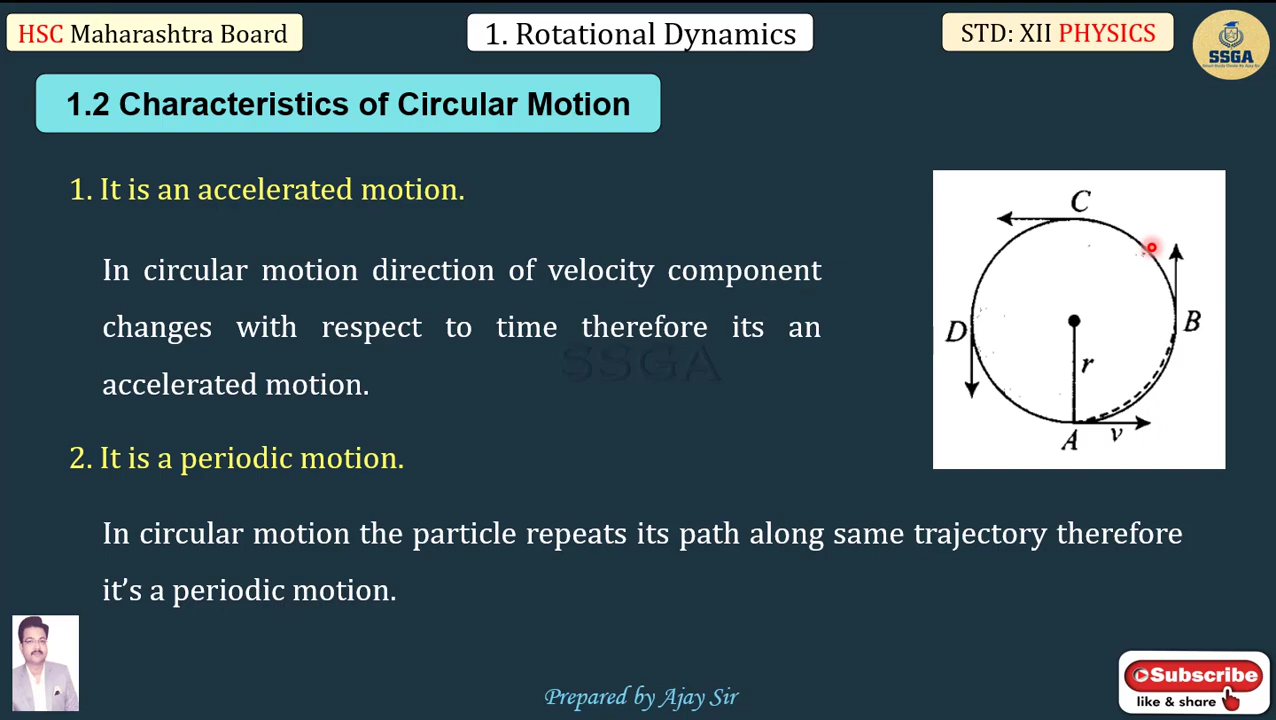 HSC Maharashtra Board
1. Rotational Dynamics
STD: XII PHYSICS
SSGA
1.2 Characteristics of Circular Motion
1. It is an accelerated motion.
In circular motion direction of velocity component
changes with respect to time therefore its an
accelerated motion.
C
D
B
r
A
v
SSGA
2. It is a periodic motion.
In circular motion the particle repeats its path along same trajectory therefore
it's a periodic motion.
Prepared by Ajay Sir
Subscribe
like & share